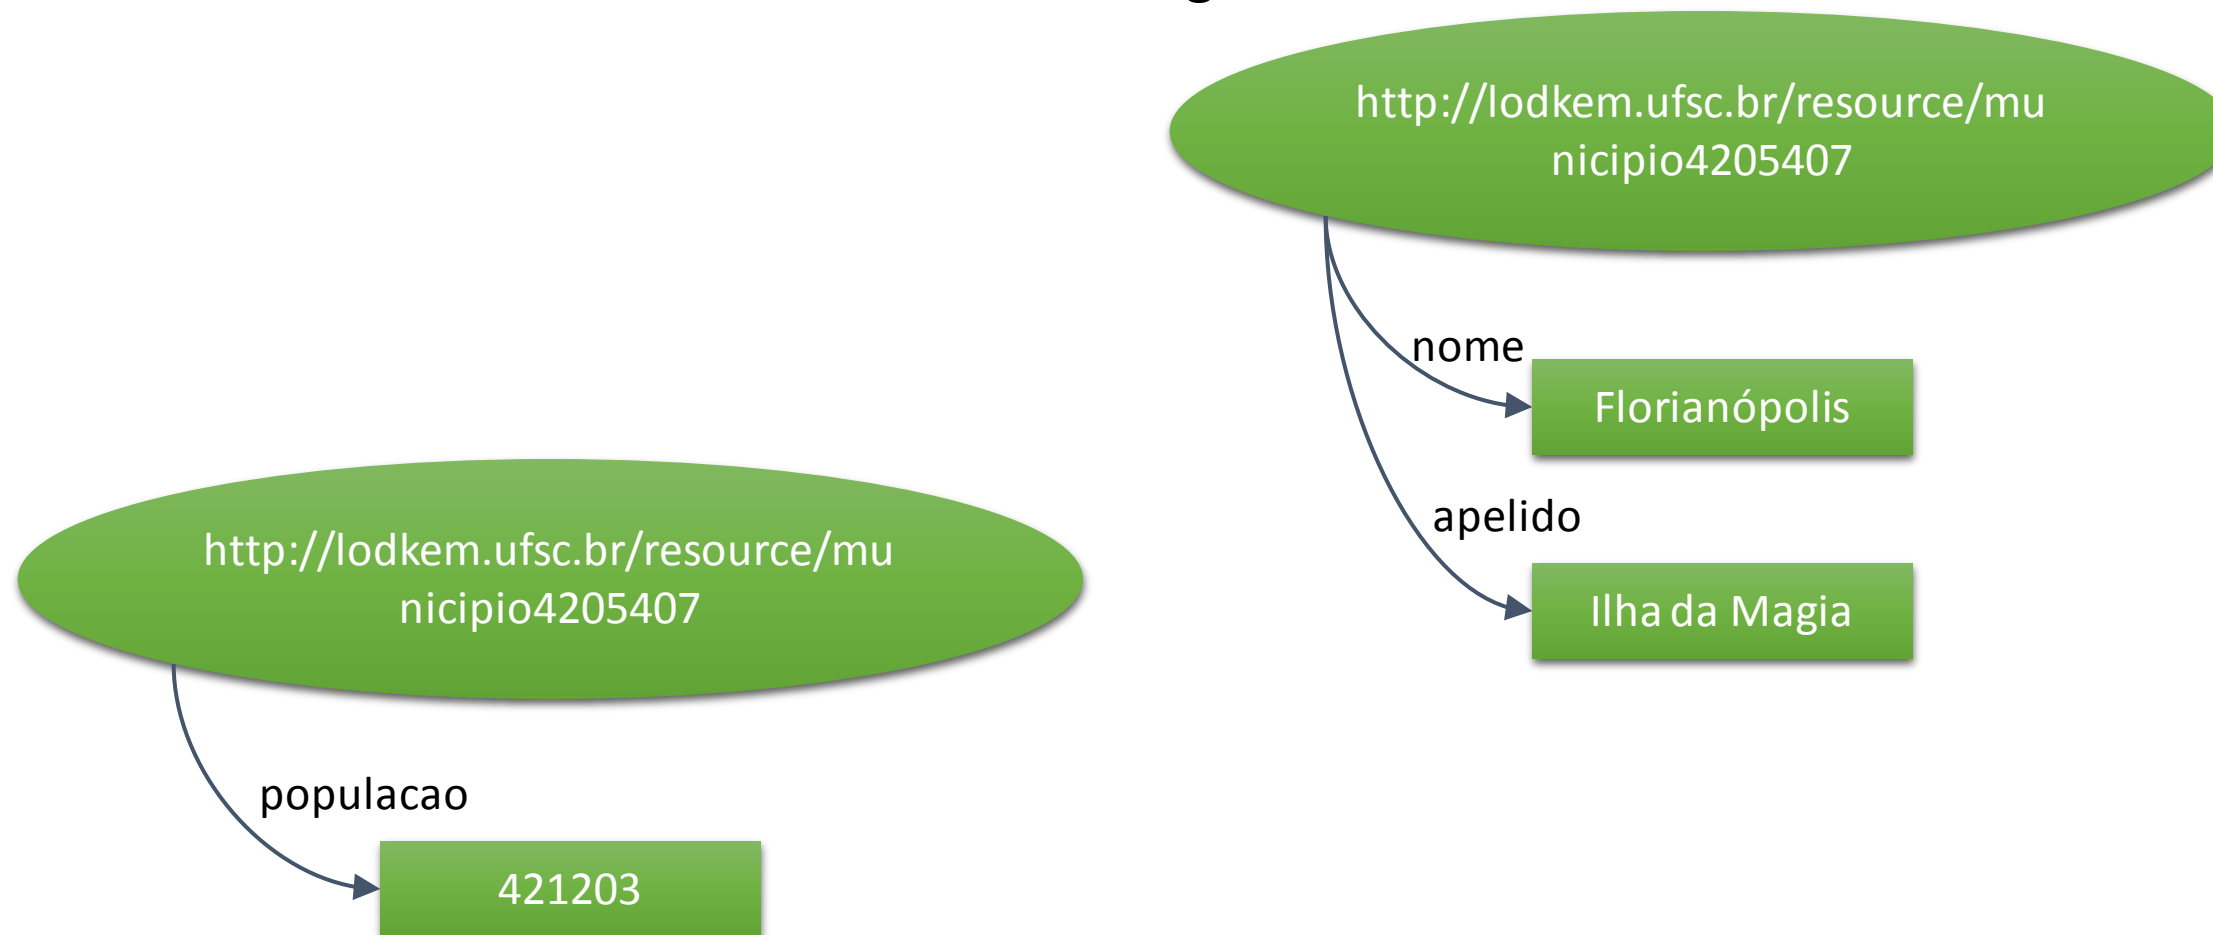 http://lodkem.ufsc.br/resource/mu
nicipio4205407
nome
Florianópolis
apelido
Ilha da Magia
http://lodkem.ufsc.br/resource/mu
nicipio4205407
populacao
421203